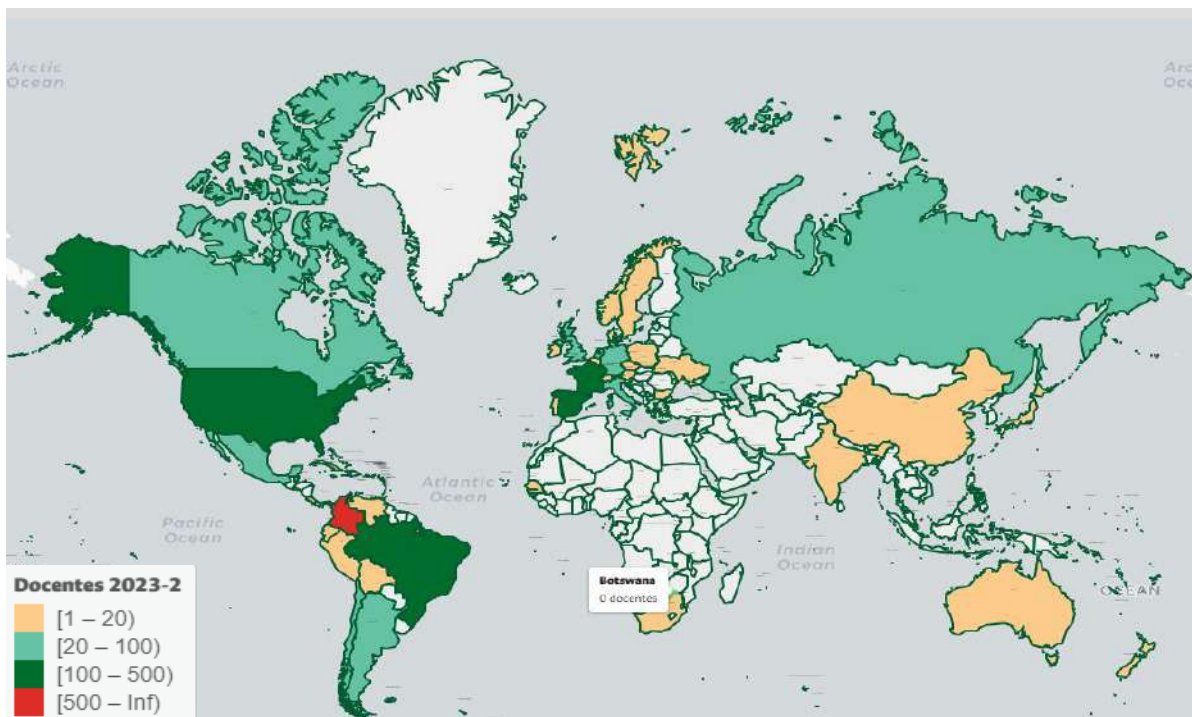 Arctic
Ocean
Arc
Oce
Atlantic
Ocean
Pacific
Ocean
Indian
Ocean
Botswana
0 docentes
OCEAN
Docentes 2023-2
[1 – 20)
[20 – 100)
[100 – 500)
[500 – Inf)